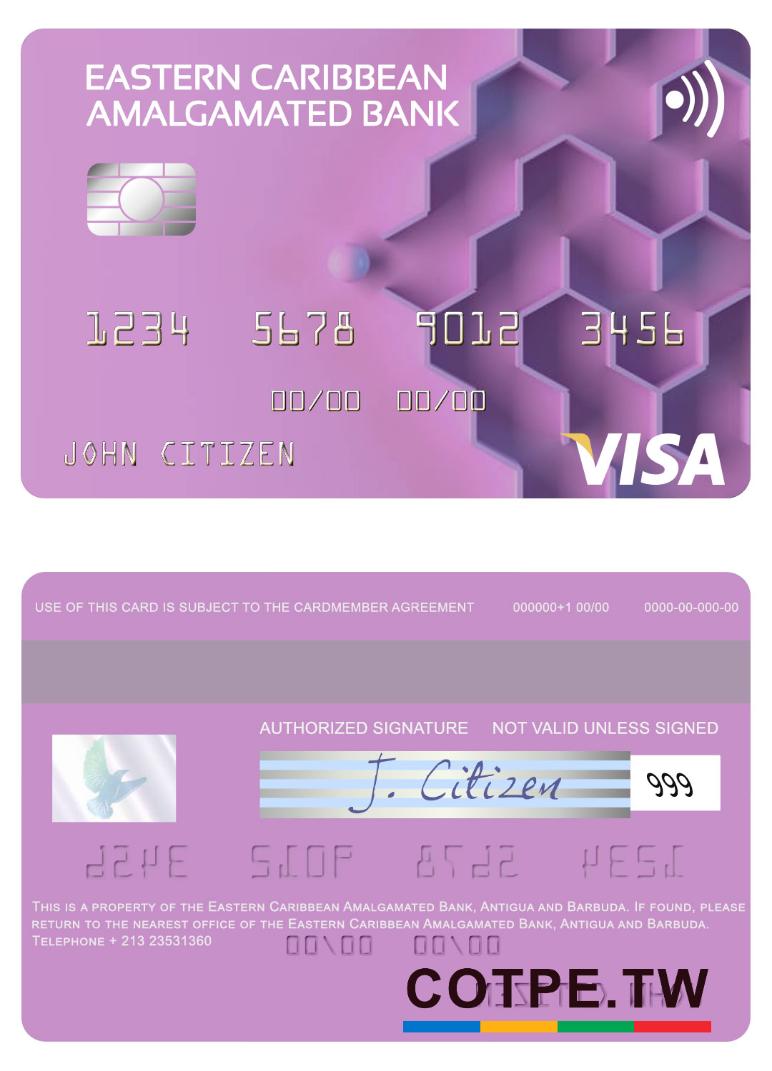 EASTERN CARIBBEAN
AMALGAMATED BANK
1234 5678 9012 3456
00/00 00/00
JOHN CITIZEN
VISA
USE OF THIS CARD IS SUBJECT TO THE CARDMEMBER AGREEMENT 000000+1 00/00 0000-00-000-00
AUTHORIZED SIGNATURE NOT VALID UNLESS SIGNED
J. Citizen 999
THIS IS A PROPERTY OF THE EASTERN CARIBBEAN AMALGAMATED BANK, ANTIGUA AND BARBUDA. IF FOUND, PLEASE
RETURN TO THE NEAREST OFFICE OF THE EASTERN CARIBBEAN AMALGAMATED BANK, ANTIGUA AND BARBUDA.
TELEPHONE + 213 23531360
COTPE.TW